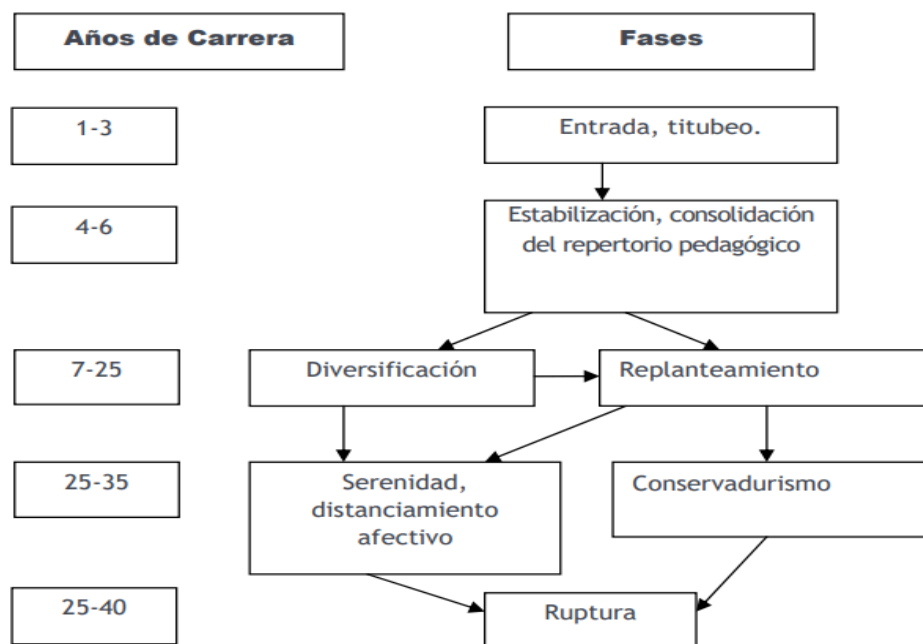 Años de Carrera
Fases
1-3
Entrada, titubeo.
4-6
Estabilización, consolidación
del repertorio pedagógico
7-25
Diversificación
Replanteamiento
25-35
Serenidad,
distanciamiento
afectivo
Conservadurismo
25-40
Ruptura